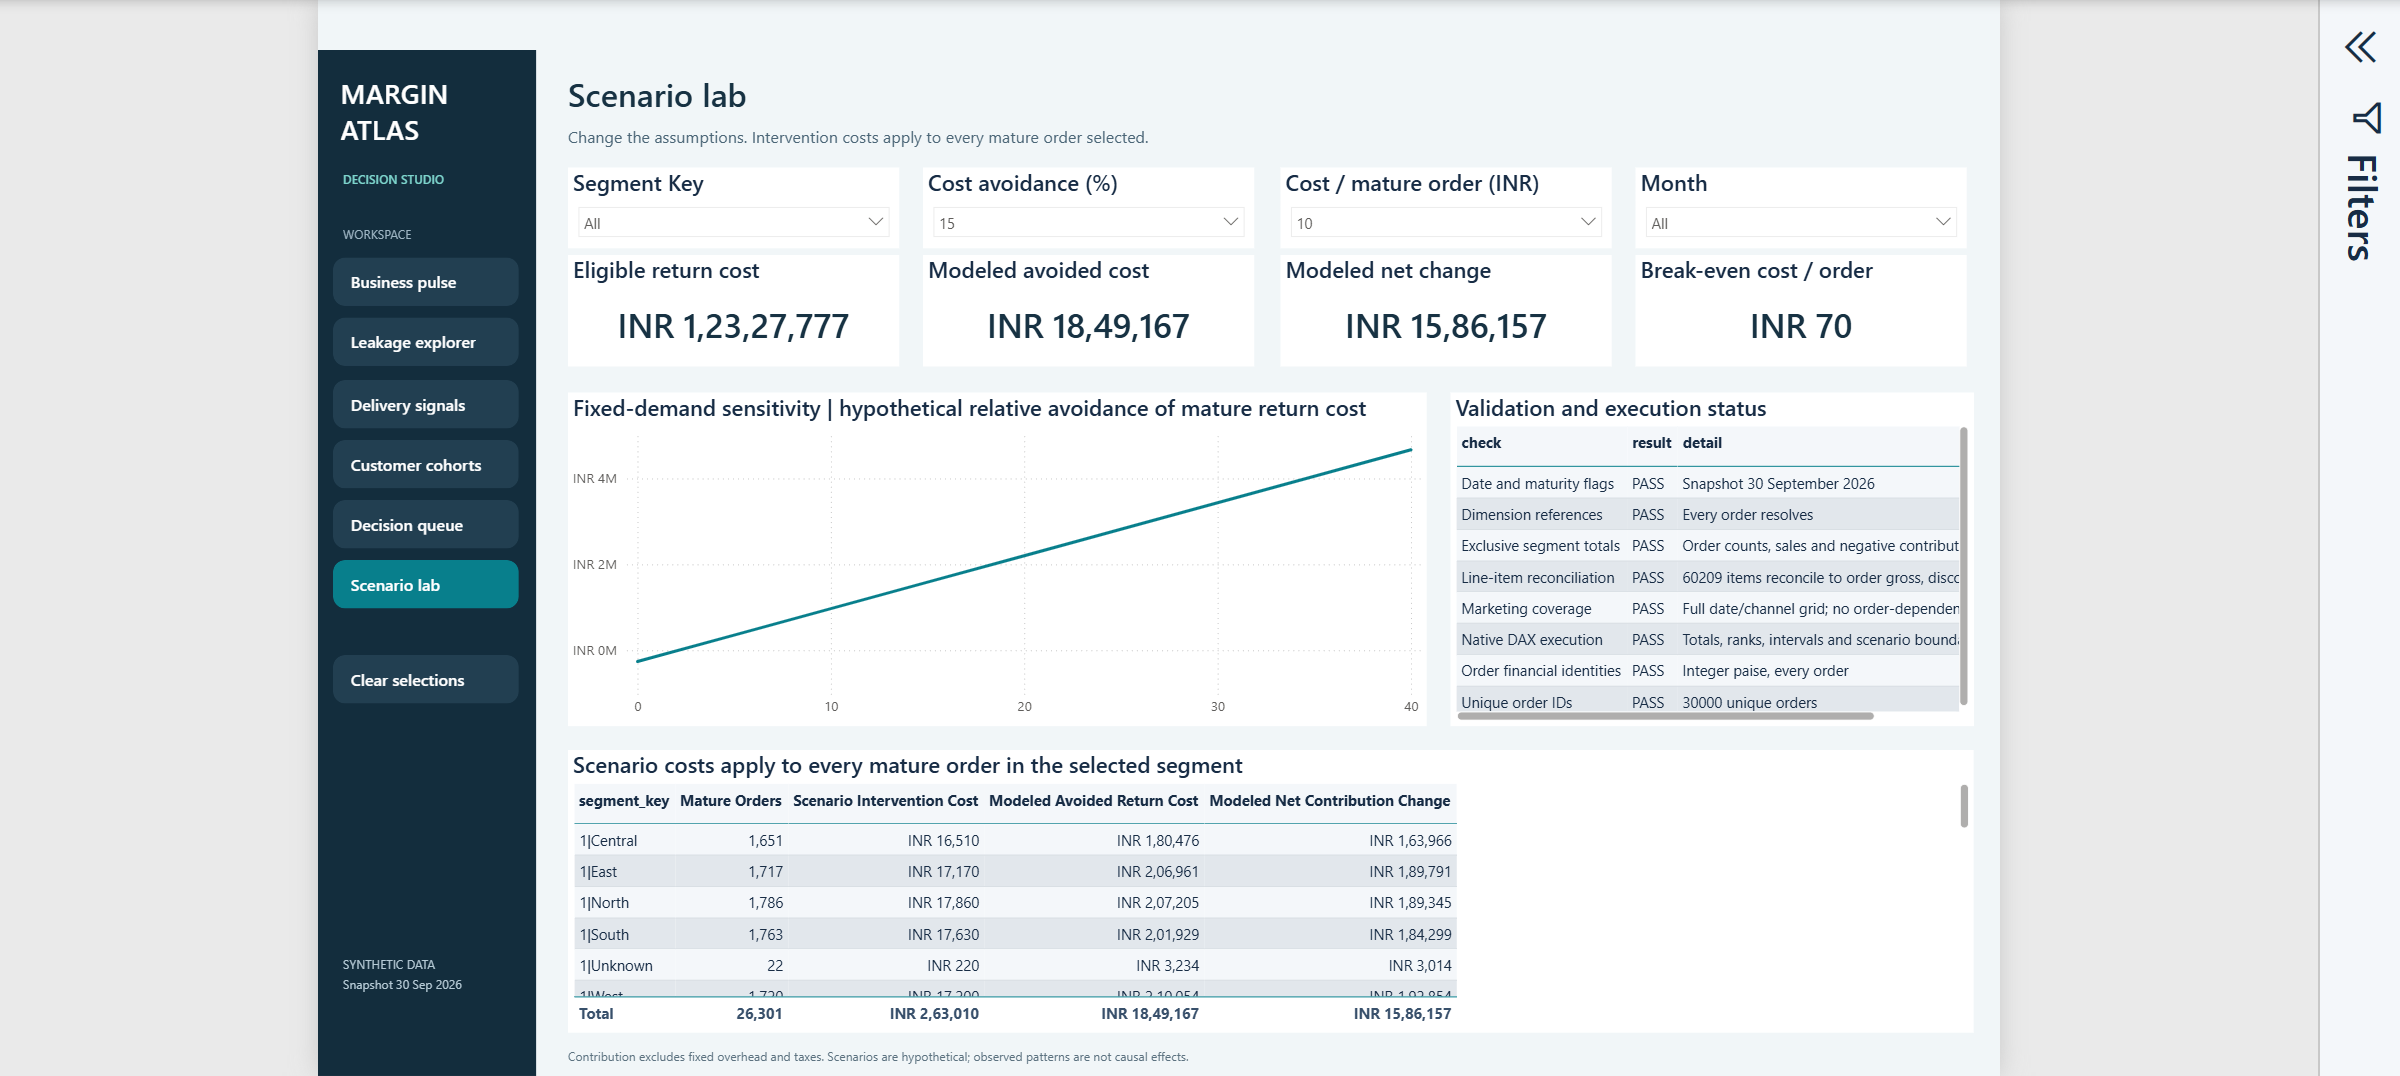 MARGIN
ATLAS
DECISION STUDIO
WORKSPACE
Business pulse
Leakage explorer
Delivery signals
Customer cohorts
Decision queue
Scenario lab
Clear selections
SYNTHETIC DATA
Snapshot 30 Sep 2026
Scenario lab
Change the assumptions. Intervention costs apply to every mature order selected.
Segment Key
All
Cost avoidance (%)
15
Cost / mature order (INR)
10
Month
All
Eligible return cost
INR 1,23,27,777
Modeled avoided cost
INR 18,49,167
Modeled net change
INR 15,86,157
Break-even cost / order
INR 70
Fixed-demand sensitivity | hypothetical relative avoidance of mature return cost
INR 4M
INR 2M
INR 0M
0 10 20 30 40
Validation and execution status
check result detail
Date and maturity flags PASS Snapshot 30 September 2026
Dimension references PASS Every order resolves
Exclusive segment totals PASS Order counts, sales and negative contribut
Line-item reconciliation PASS 60209 items reconcile to order gross, disc
Marketing coverage PASS Full date/channel grid; no order-dependen
Native DAX execution PASS Totals, ranks, intervals and scenario bound
Order financial identities PASS Integer paise, every order
Unique order IDs PASS 30000 unique orders
Scenario costs apply to every mature order in the selected segment
segment_key Mature Orders Scenario Intervention Cost Modeled Avoided Return Cost Modeled Net Contribution Change
1|Central 1,651 INR 16,510 INR 1,80,476 INR 1,63,966
1|East 1,717 INR 17,170 INR 2,06,961 INR 1,89,791
1|North 1,786 INR 17,860 INR 2,07,205 INR 1,89,345
1|South 1,763 INR 17,630 INR 2,01,929 INR 1,84,299
1|Unknown 22 INR 220 INR 3,234 INR 3,014
1|West 1,720 INR 17,200 INR 2,10,054 INR 1,92,854
Total 26,301 INR 2,63,010 INR 18,49,167 INR 15,86,157
Contribution excludes fixed overhead and taxes. Scenarios are hypothetical; observed patterns are not causal effects.
Filters